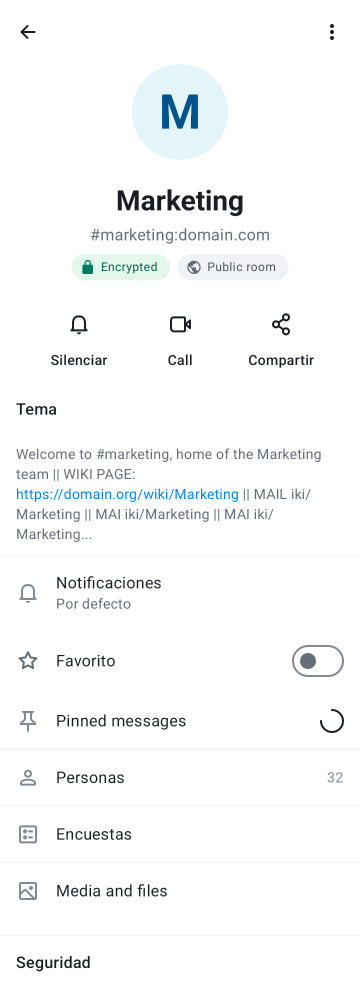 M
Marketing
#marketing:domain.com
Encrypted
Public room
Silenciar
Call
Compartir
Tema
Welcome to #marketing, home of the Marketing
team || WIKI PAGE:
https://domain.org/wiki/Marketing || MAIL iki/
Marketing || MAI iki/Marketing || MAI iki/
Marketing...
Notificaciones
Por defecto
Favorito
Pinned messages
Personas
32
Encuestas
Media and files
Seguridad